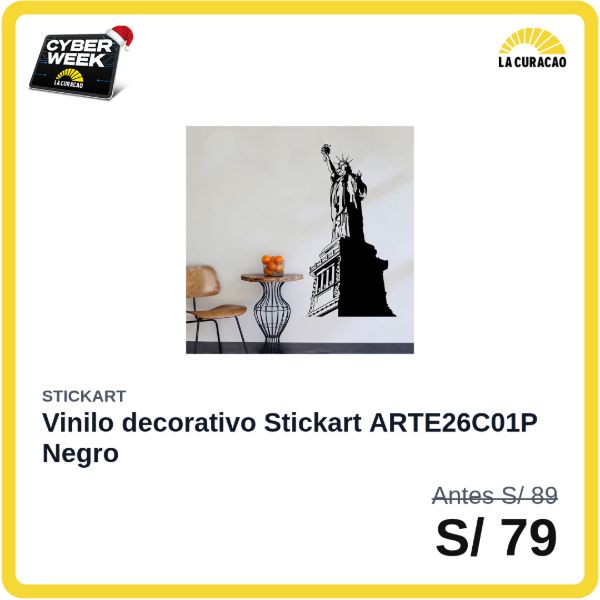 CYBER
WEEK
LA CURACAO
LA CURACAO
STICKART
Vinilo decorativo Stickart ARTE26C01P
Negro
Antes S/ 89
S/ 79